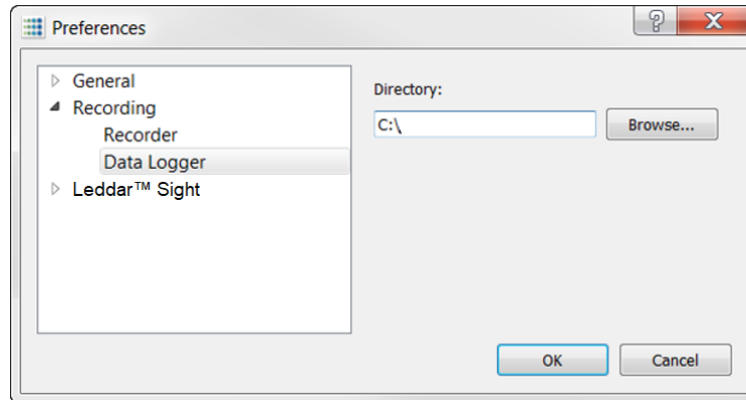 Preferences
General
Recording
Recorder
Data Logger
Leddar™ Sight
Directory:
C:\
Browse...
OK
Cancel